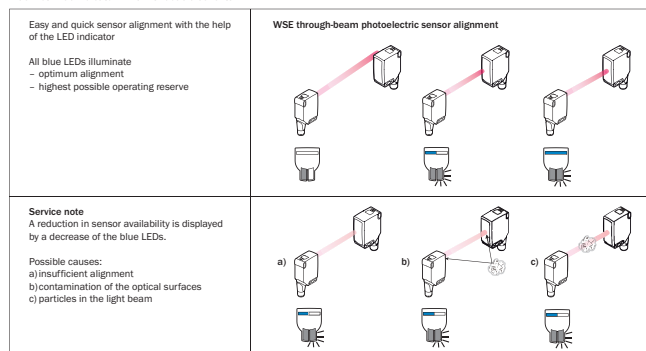 Easy and quick sensor alignment with the help
of the LED indicator
All blue LEDs illuminate
– optimum alignment
– highest possible operating reserve
WSE through-beam photoelectric sensor alignment
Service note
A reduction in sensor availability is displayed
by a decrease of the blue LEDs.
Possible causes:
a) insufficient alignment
b) contamination of the optical surfaces
c) particles in the light beam
a)
b)
c)